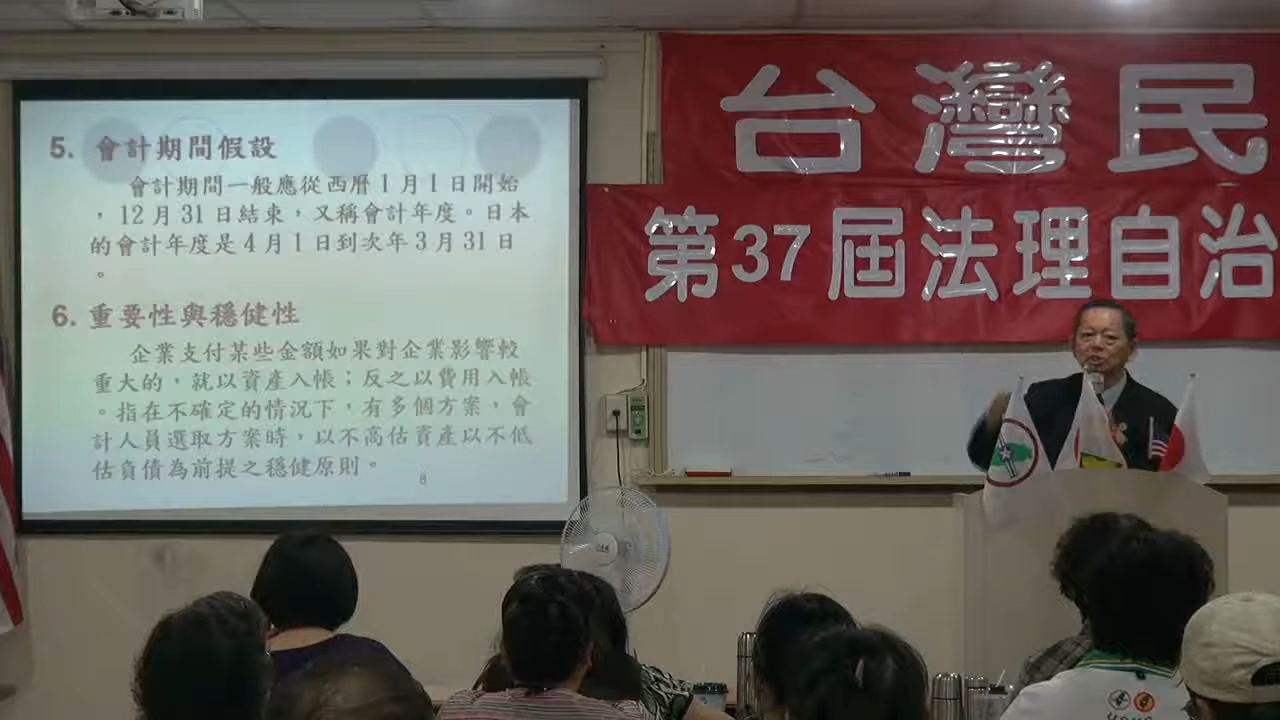 5. 會計期間假設
會計期間一般應從西曆1月1日開始
，12月31日結束，又稱會計年度。日本
的會計年度是4月1日到次年3月31日
。
6. 重要性與穩健性
企業支付某些金額如果對企業影響較
重大的，就以資產入帳；反之以費用入帳
。指在不確定的情況下，有多個方案，會
計人員選取方案時，以不高估資產以不低
估負債為前提之穩健原則。
8
台灣民
第37屆法理自治